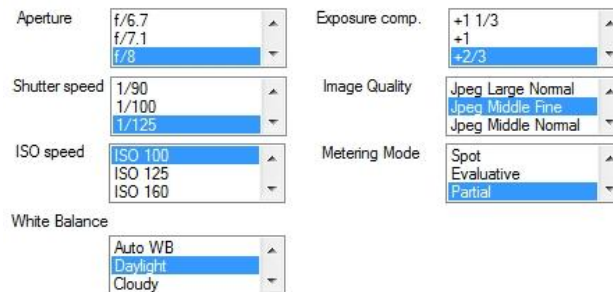 Aperture
f/6.7
f/7.1
f/8
Exposure comp.
+1 1/3
+1
+2/3
Shutter speed
1/90
1/100
1/125
Image Quality
Jpeg Large Normal
Jpeg Middle Fine
Jpeg Middle Normal
ISO speed
ISO 100
ISO 125
ISO 160
Metering Mode
Spot
Evaluative
Partial
White Balance
Auto WB
Daylight
Cloudy